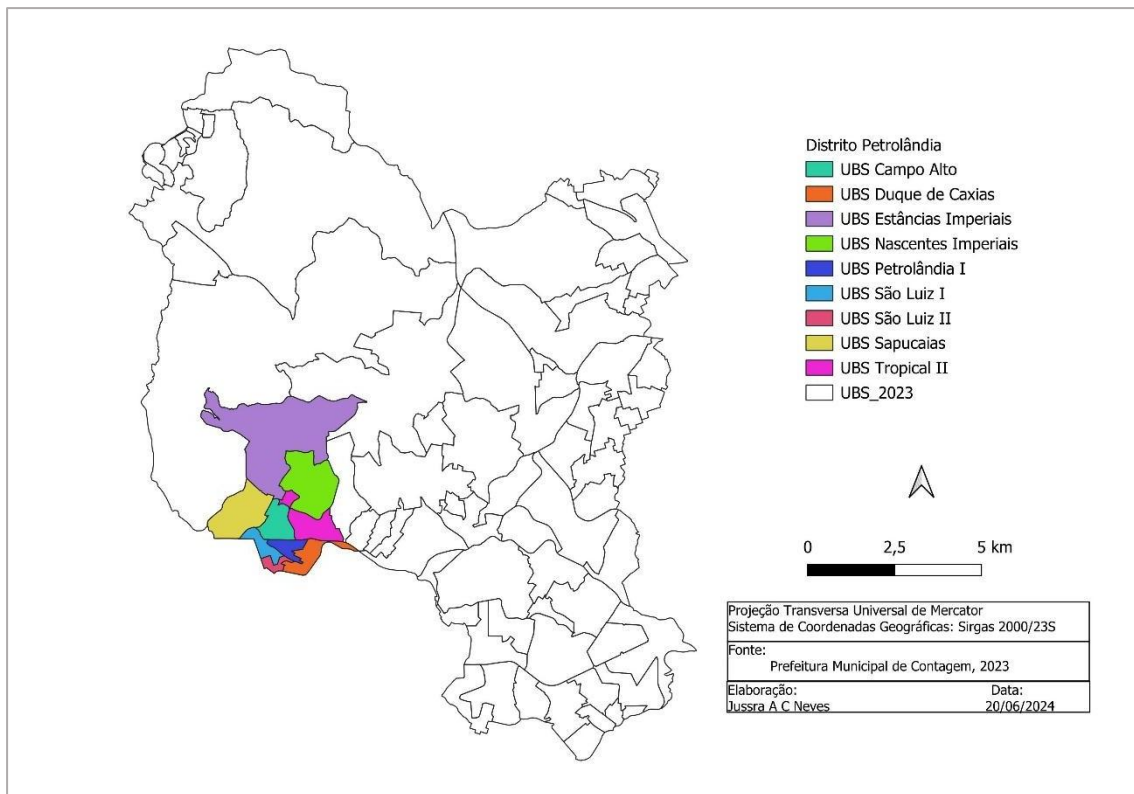 Distrito Petrolândia
UBS Campo Alto
UBS Duque de Caxias
UBS Estâncias Imperiais
UBS Nascentes Imperiais
UBS Petrolândia I
UBS São Luiz I
UBS São Luiz II
UBS Sapucaias
UBS Tropical II
UBS_2023
0 2,5 5 km
Projeção Transversa Universal de Mercator
Sistema de Coordenadas Geográficas: Sirgas 2000/23S
Fonte:
Prefeitura Municipal de Contagem, 2023
Elaboração: Data:
Jussra A C Neves 20/06/2024